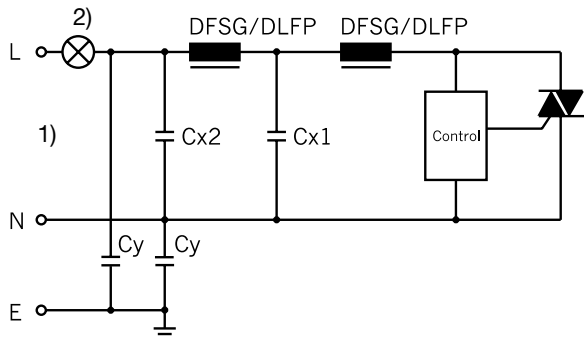 2)
DFSG/DLFP DFSG/DLFP
L
1)
Cx2 Cx1 Control
N
Cy Cy
E